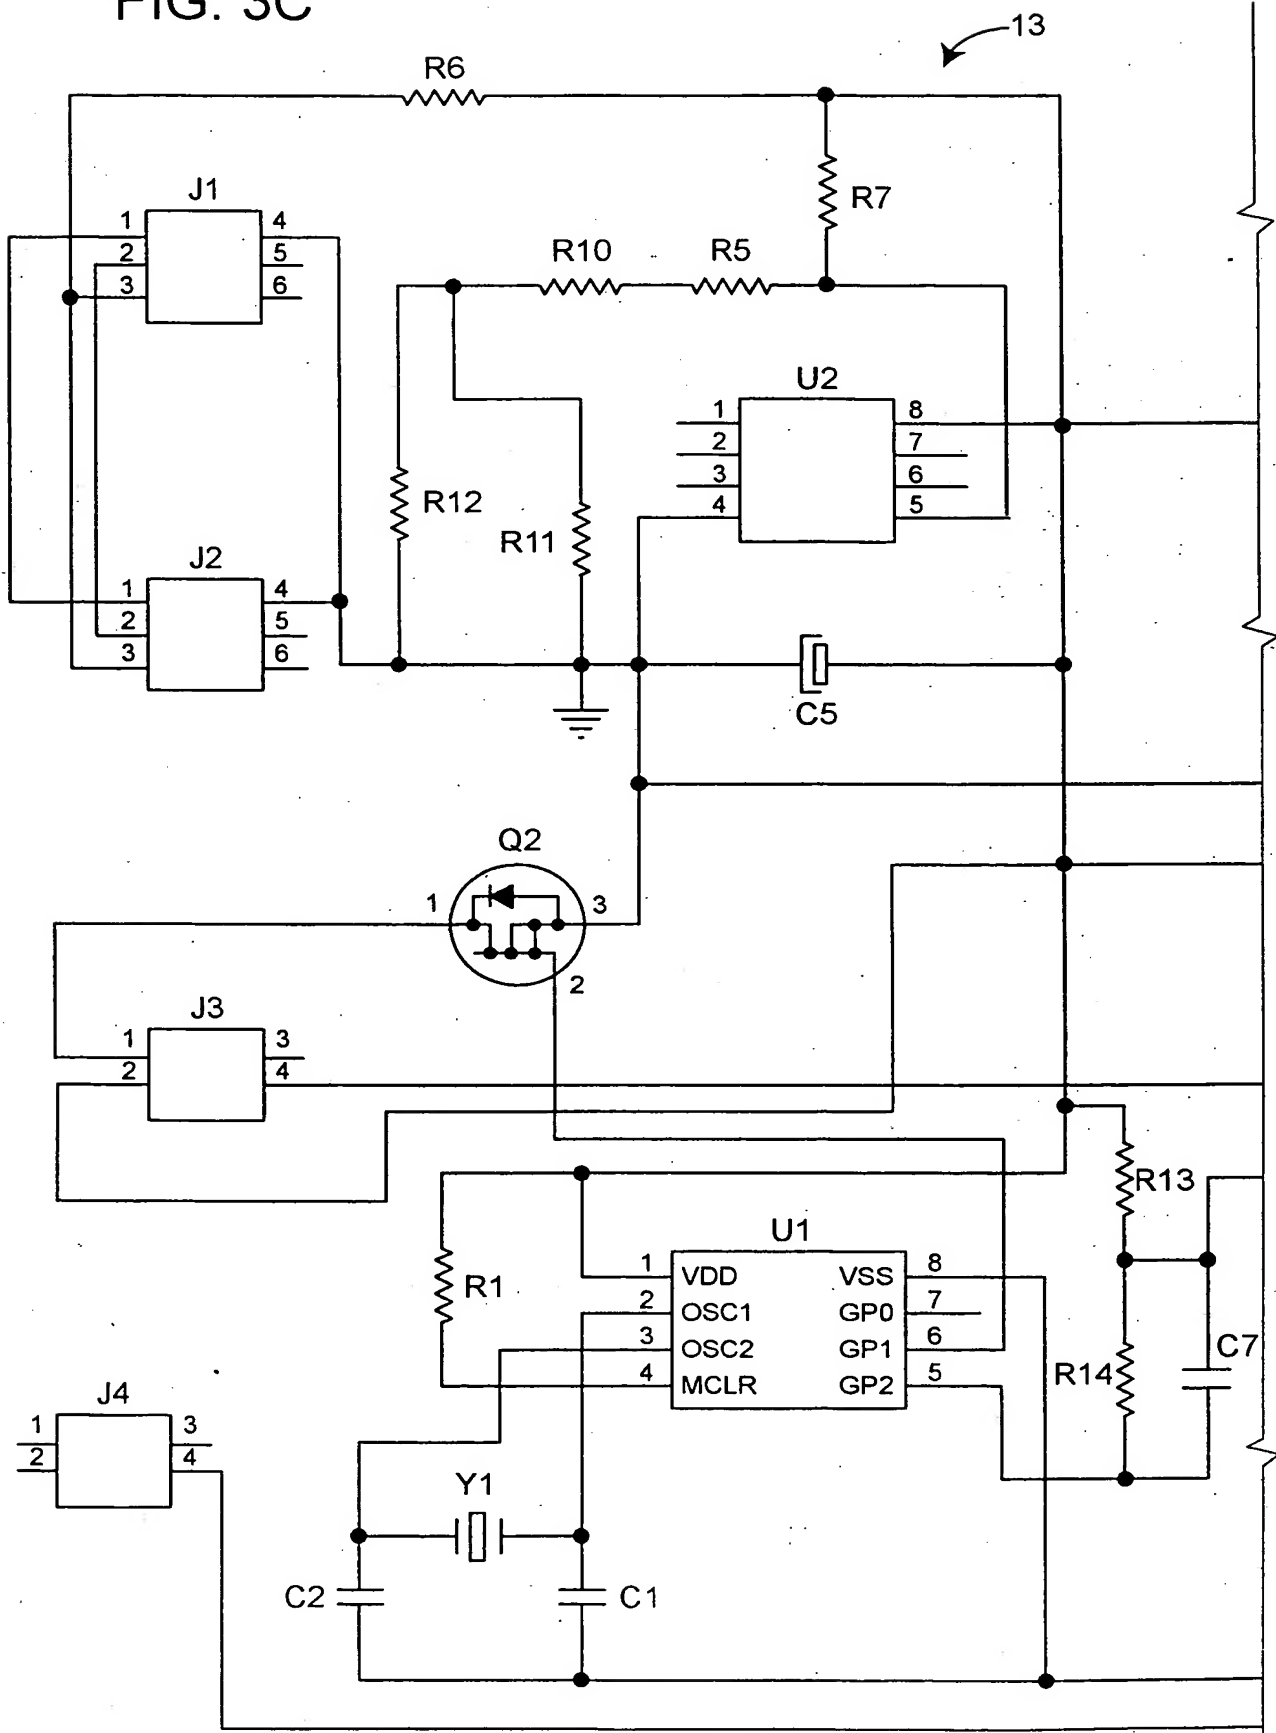 FIG. 3C
13
R6
J1
1 4
2 5
3 6
R7
R10 R5
U2
1 8
2 7
3 6
4 5
R12
R11
J2
1 4
2 5
3 6
C5
Q2
1 3
2
J3
1 3
2 4
R13
U1
1 VDD VSS 8
2 OSC1 GP0 7
3 OSC2 GP1 6
4 MCLR GP2 5
R1
R14
C7
J4
1 3
2 4
Y1
C2 C1